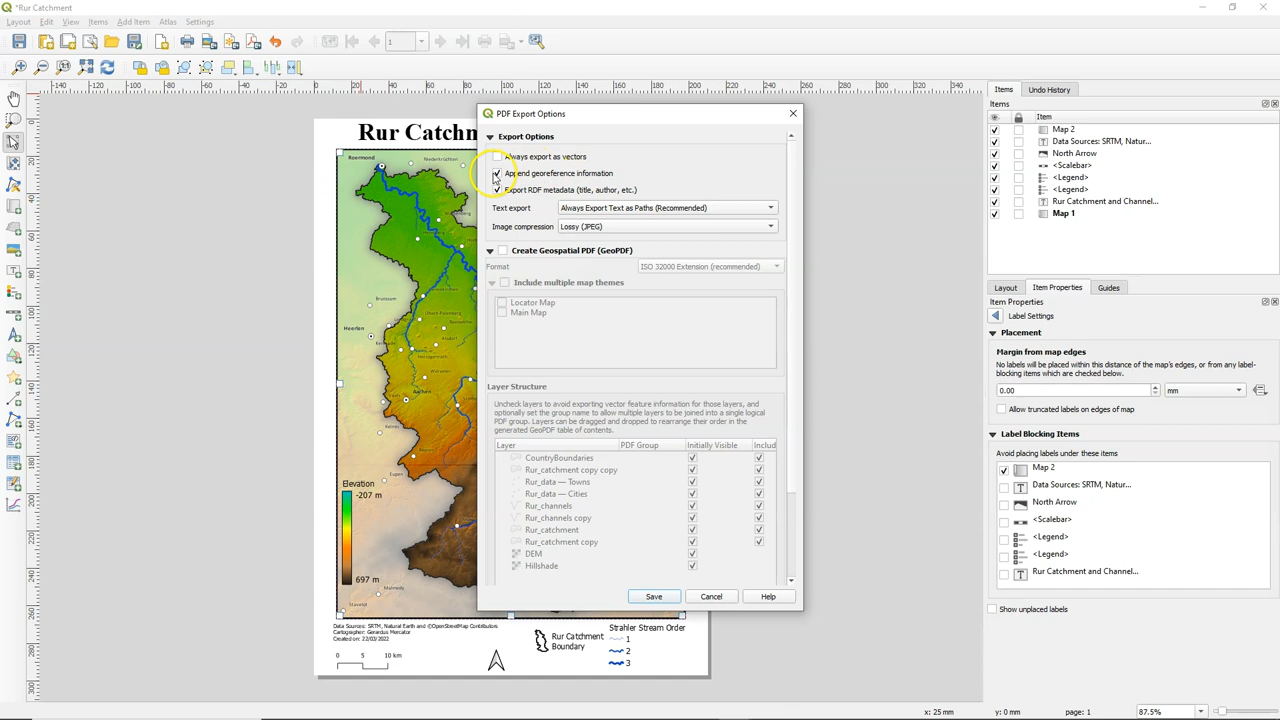 *Rur Catchment
Layout Edit View Items Add Item Atlas Settings
1
Rur Catchm
Roermond
Niederkrüchten
Brunssum
Heerlen
Aachen
Eupen
Malmedy
Stavelot
Elevation
-207 m
697 m
Data Sources: SRTM, Natural Earth and ©OpenStreetMap Contributors
Cartographer: Gerardus Mercator
Created on: 22/03/2022
0 5 10 km
Rur Catchment
Boundary
Strahler Stream Order
1
2
3
PDF Export Options
Export Options
Always export as vectors
Append georeference information
Export RDF metadata (title, author, etc.)
Text export Always Export Text as Paths (Recommended)
Image compression Lossy (JPEG)
Create Geospatial PDF (GeoPDF)
Format ISO 32000 Extension (recommended)
Include multiple map themes
Locator Map
Main Map
Layer Structure
Uncheck layers to avoid exporting vector feature information for those layers, and
optionally set the group name to allow multiple layers to be joined into a single logical
PDF group. Layers can be dragged and dropped to rearrange their order in the
generated GeoPDF table of contents.
Layer PDF Group Initially Visible Includ
CountryBoundaries
Rur_catchment copy copy
Rur_data — Towns
Rur_data — Cities
Rur_channels
Rur_channels copy
Rur_catchment
Rur_catchment copy
DEM
Hillshade
Save Cancel Help
Items Undo History
Items
Item
Map 2
Data Sources: SRTM, Natur...
North Arrow
<Scalebar>
<Legend>
<Legend>
Rur Catchment and Channel...
Map 1
Layout Item Properties Guides
Item Properties
Label Settings
Placement
Margin from map edges
No labels will be placed within this distance of the map's edges, or from any label-
blocking items which are checked below.
0.00 mm
Allow truncated labels on edges of map
Label Blocking Items
Avoid placing labels under these items
Map 2
Data Sources: SRTM, Natur...
North Arrow
<Scalebar>
<Legend>
<Legend>
Rur Catchment and Channel...
Show unplaced labels
x: 25 mm y: 0 mm page: 1 87.5%